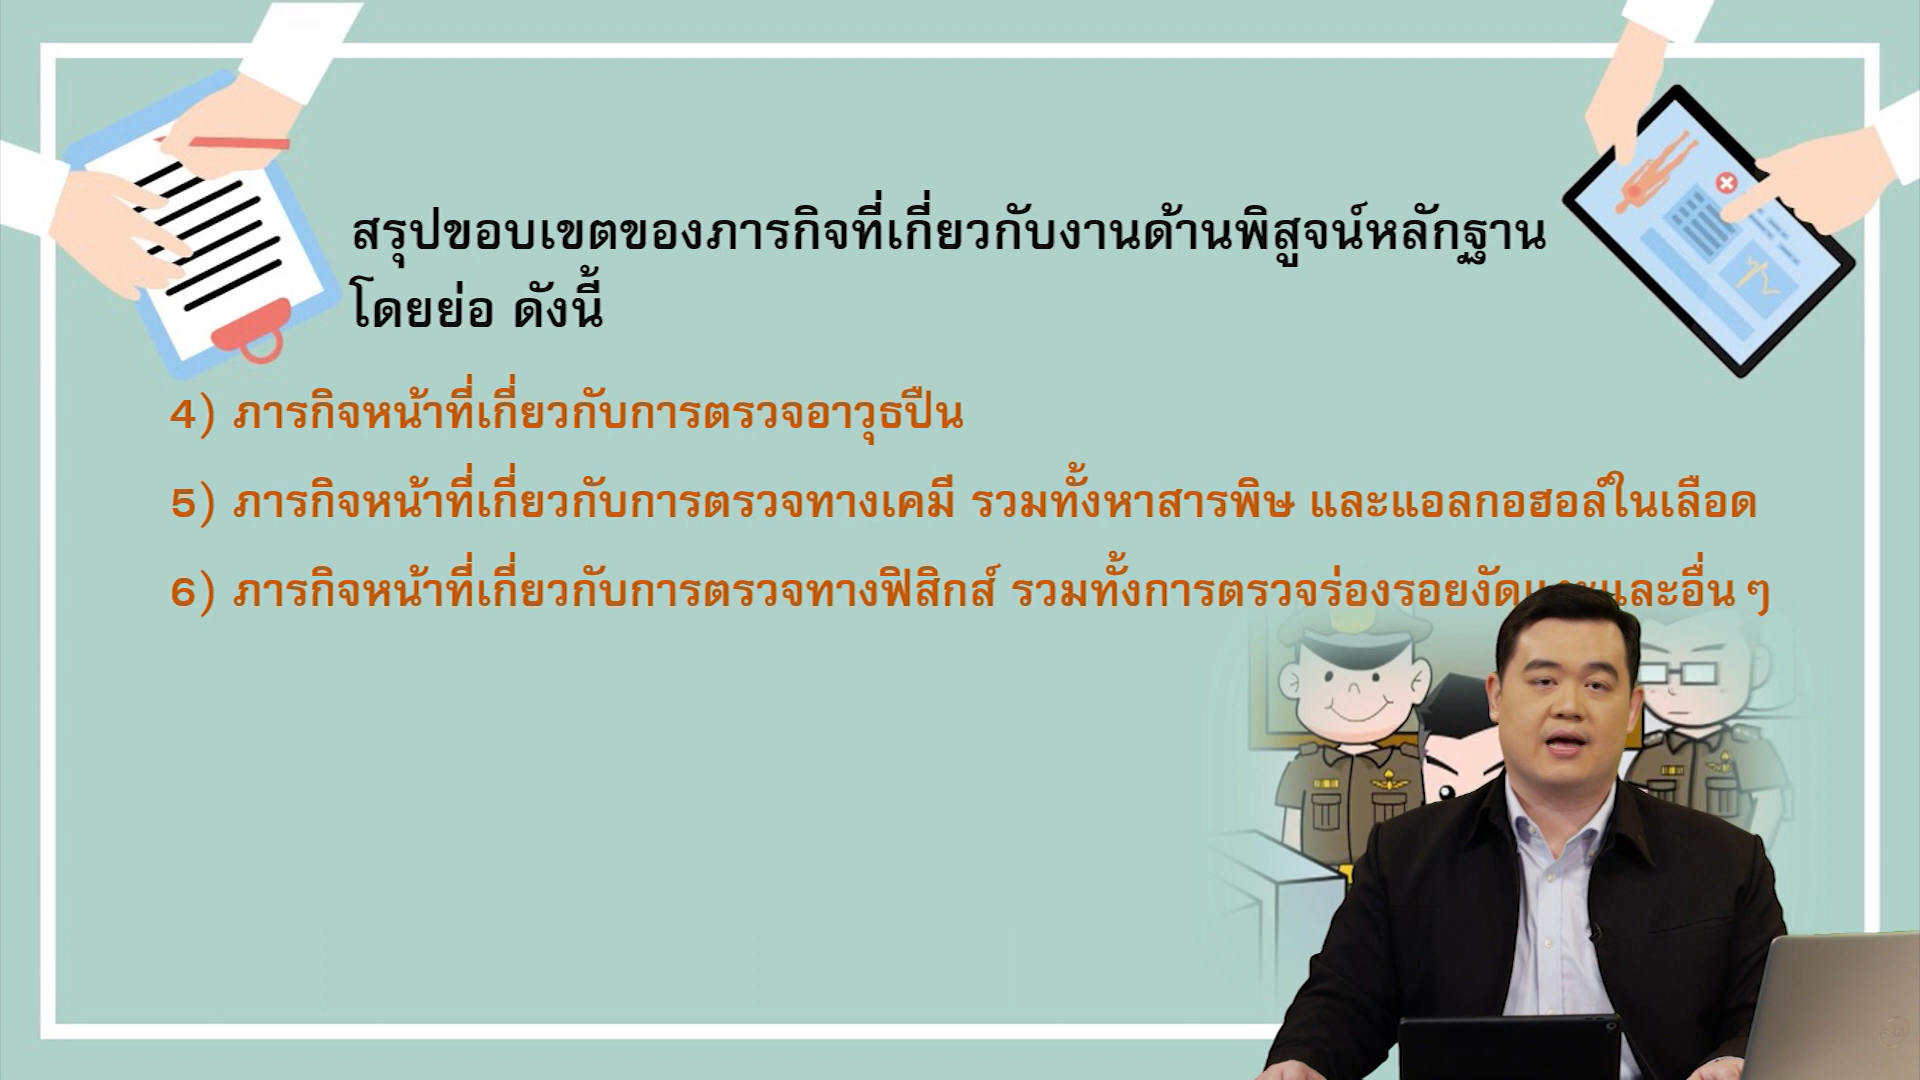 สรุปขอบเขตของภารกิจที่เกี่ยวกับงานด้านพิสูจน์หลักฐาน
โดยย่อ ดังนี้
4) ภารกิจหน้าที่เกี่ยวกับการตรวจอาวุธปืน
5) ภารกิจหน้าที่เกี่ยวกับการตรวจทางเคมี รวมทั้งหาสารพิษ และแอลกอฮอล์ในเลือด
6) ภารกิจหน้าที่เกี่ยวกับการตรวจทางฟิสิกส์ รวมทั้งการตรวจร่องรอยงัดและอื่น ๆ